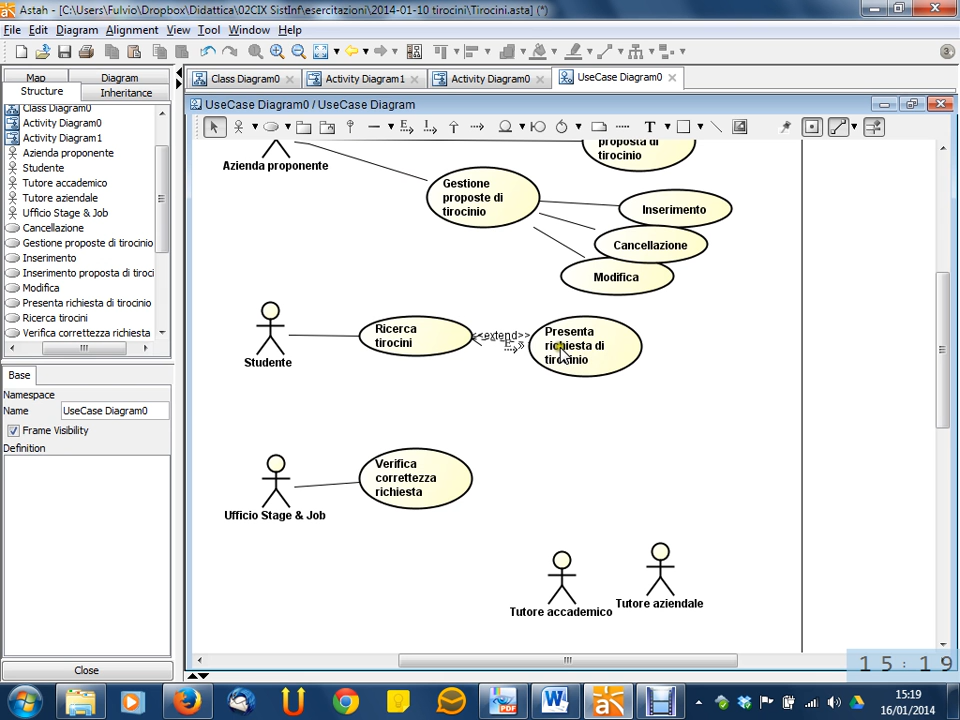 Astah - [C:\Users\Fulvio\Dropbox\Didattica\02CIX SistInf\esercitazioni\2014-01-10 tirocini\Tirocini.asta] (*)
File Edit Diagram Alignment View Tool Window Help
3
Map Diagram
Structure Inheritance
Class Diagram0
Activity Diagram0
Activity Diagram1
Azienda proponente
Studente
Tutore accademico
Tutore aziendale
Ufficio Stage & Job
Cancellazione
Gestione proposte di tirocinio
Inserimento
Inserimento proposta di tiroci
Modifica
Presenta richiesta di tirocinio
Ricerca tirocini
Verifica correttezza richiesta
Base
Namespace
Name UseCase Diagram0
Frame Visibility
Definition
Close
Class Diagram0 Activity Diagram1 Activity Diagram0 UseCase Diagram0
UseCase Diagram0 / UseCase Diagram
T
Azienda proponente
proposta di
tirocinio
Gestione
proposte di
tirocinio
Inserimento
Cancellazione
Modifica
Studente
Ricerca
tirocini
<<extend>>
E
Presenta
richiesta di
tirocinio
Ufficio Stage & Job
Verifica
correttezza
richiesta
Tutore accademico
Tutore aziendale
15:19
15:19
16/01/2014